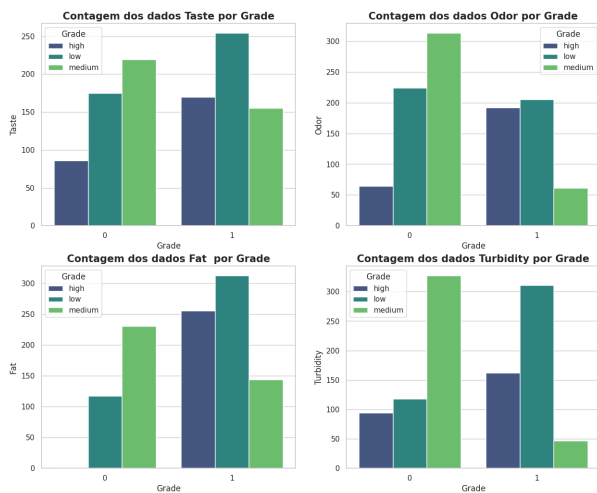 Contagem dos dados Taste por Grade
Grade
high
low
medium
250
200
150
100
50
0
Taste
0
1
Grade
Contagem dos dados Odor por Grade
Grade
high
low
medium
300
250
200
150
100
50
0
Odor
0
1
Grade
Contagem dos dados Fat  por Grade
Grade
high
low
medium
300
250
200
150
100
50
0
Fat
0
1
Grade
Contagem dos dados Turbidity por Grade
Grade
high
low
medium
300
250
200
150
100
50
0
Turbidity
0
1
Grade